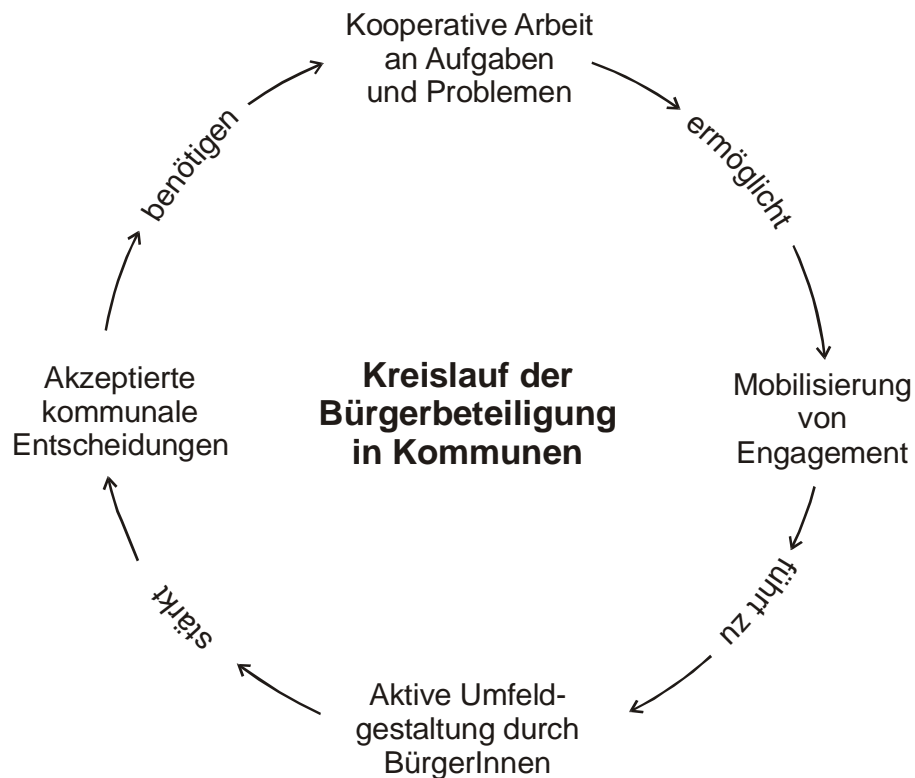 Kooperative Arbeit
an Aufgaben
und Problemen
ermöglicht
Mobilisierung
von
Engagement
führt zu
Aktive Umfeld-
gestaltung durch
BürgerInnen
stärkt
Akzeptierte
kommunale
Entscheidungen
benötigen
Kreislauf der
Bürgerbeteiligung
in Kommunen